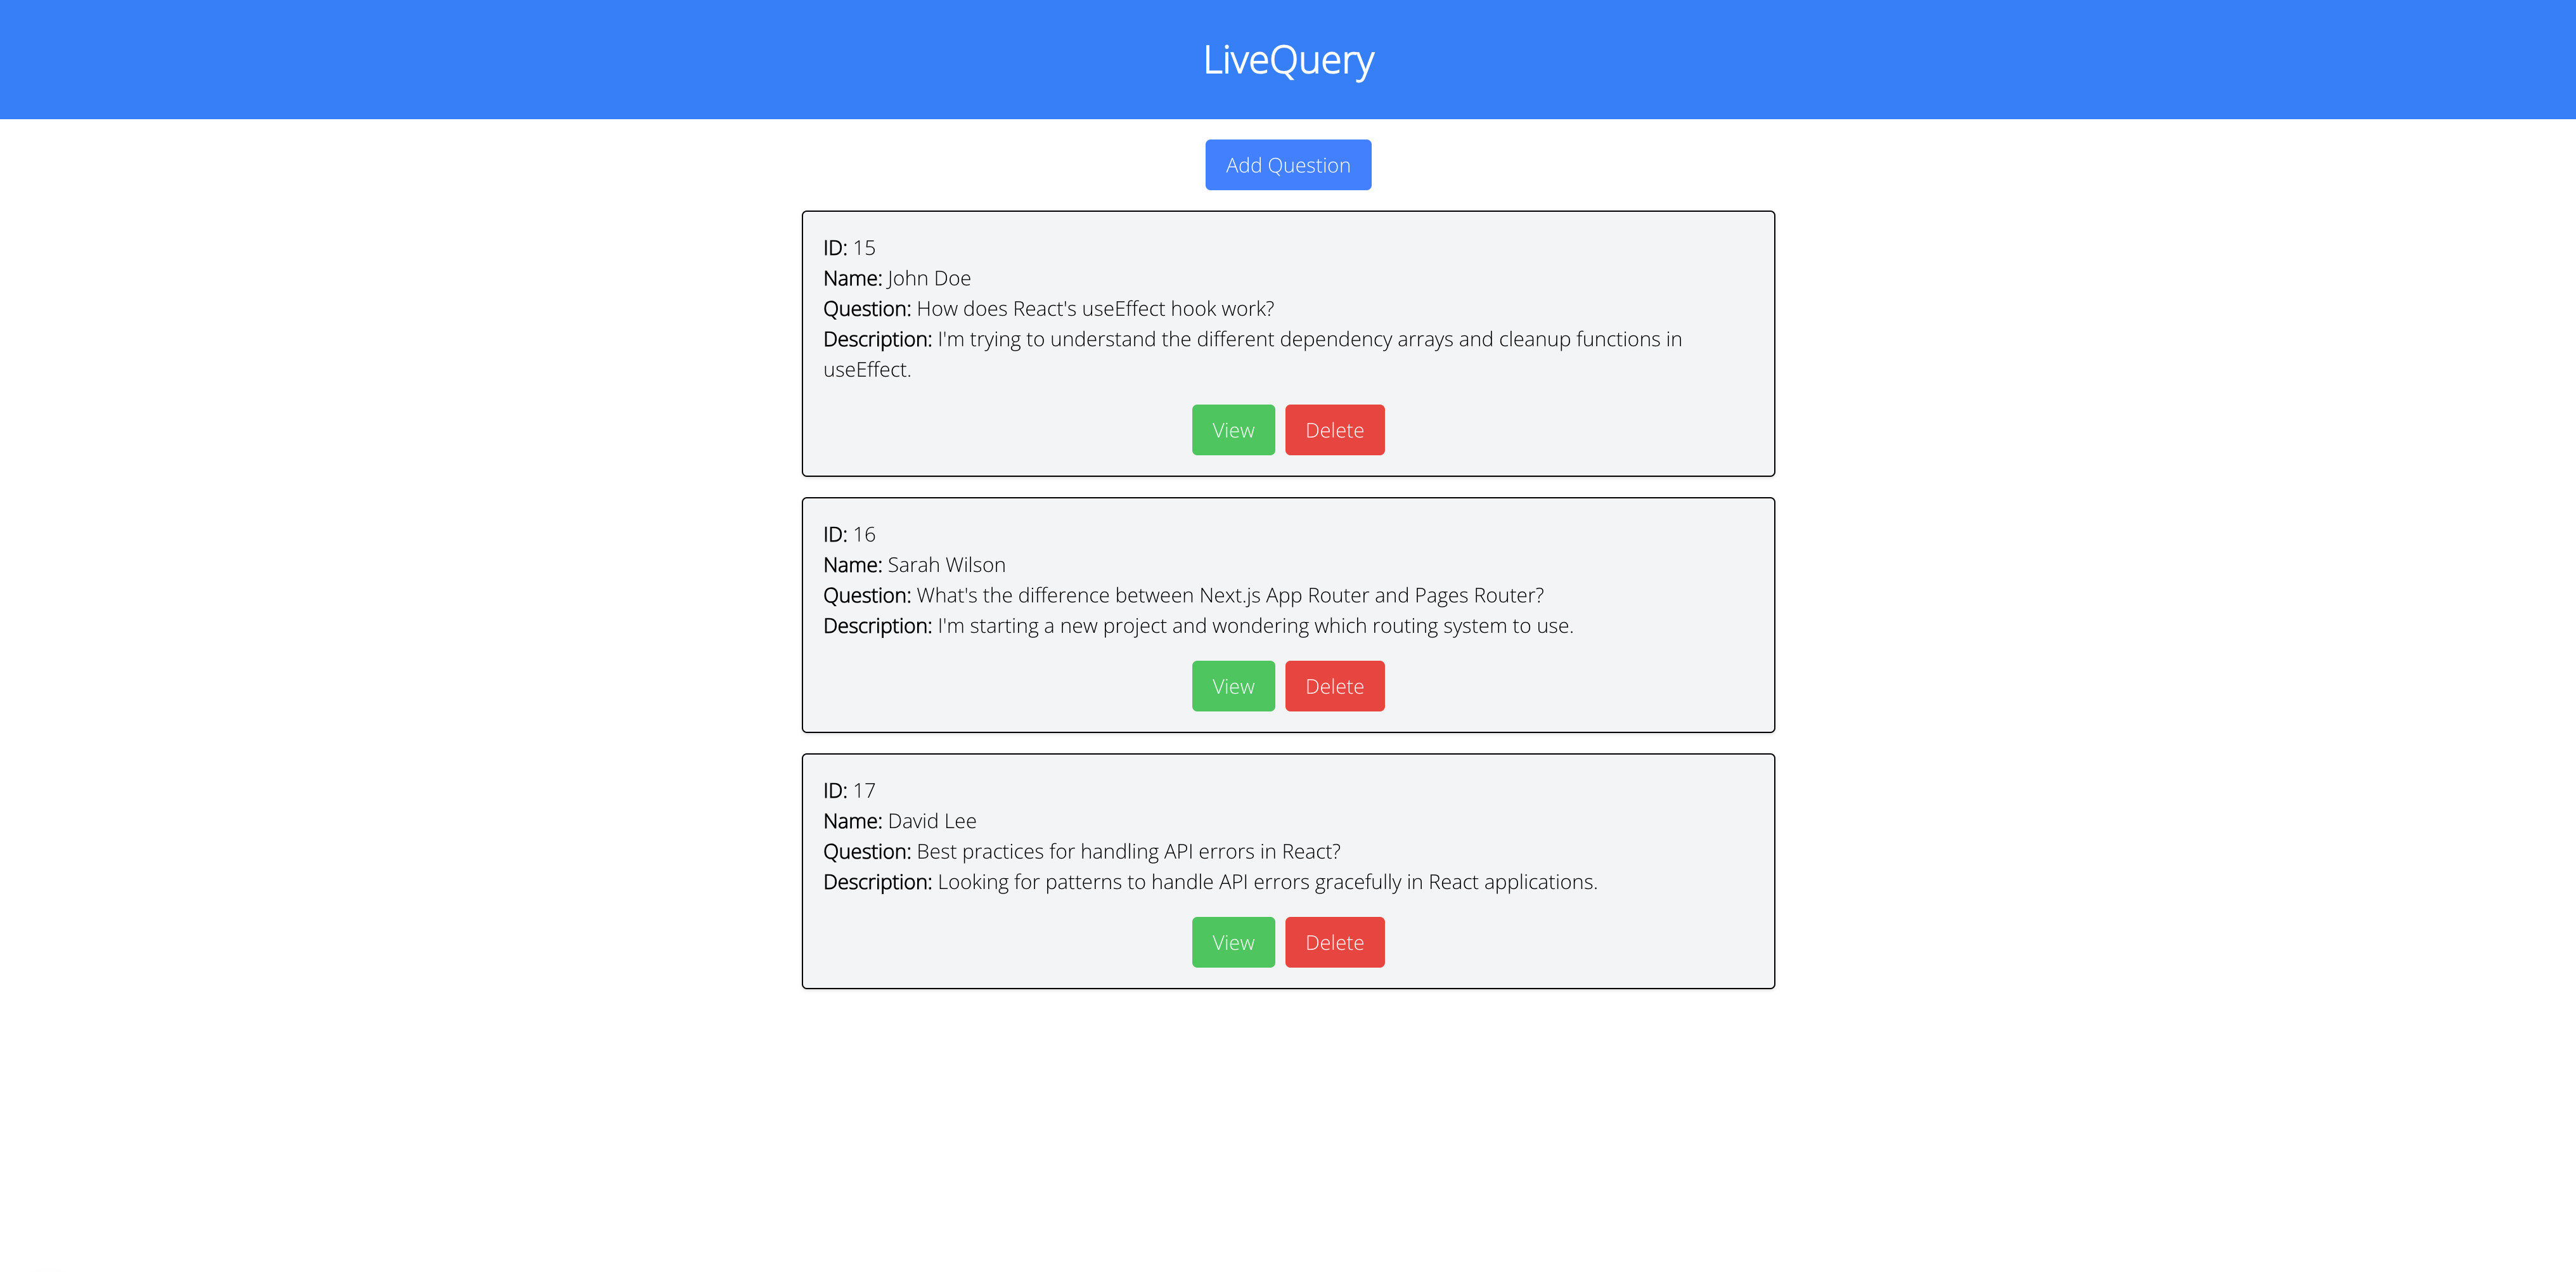 LiveQuery
Add Question
ID: 15
Name: John Doe
Question: How does React's useEffect hook work?
Description: I'm trying to understand the different dependency arrays and cleanup functions in
useEffect.
View Delete
ID: 16
Name: Sarah Wilson
Question: What's the difference between Next.js App Router and Pages Router?
Description: I'm starting a new project and wondering which routing system to use.
View Delete
ID: 17
Name: David Lee
Question: Best practices for handling API errors in React?
Description: Looking for patterns to handle API errors gracefully in React applications.
View Delete